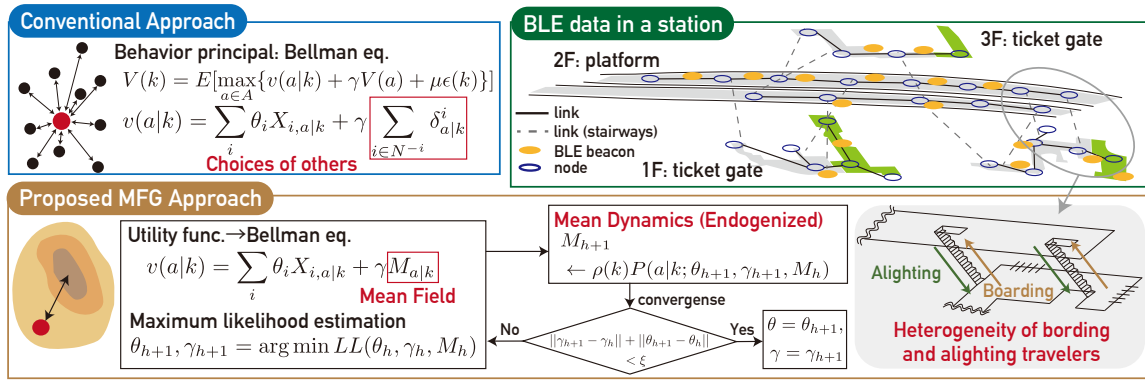 Conventional Approach
Behavior principal: Bellman eq.
V(k) = E[max_{a∈A}{v(a|k) + γV(a) + μϵ(k)}]
v(a|k) = ∑_i θ_i X_{i,a|k} + γ ∑_{i∈N^{-i}} δ^i_{a|k}
Choices of others
BLE data in a station
3F: ticket gate
2F: platform
link
link (stairways)
BLE beacon
node
1F: ticket gate
Proposed MFG Approach
Utility func.→Bellman eq.
v(a|k) = ∑_i θ_i X_{i,a|k} + γ M_{a|k}
Mean Field
Maximum likelihood estimation
θ_{h+1}, γ_{h+1} = arg min LL(θ_h, γ_h, M_h)
Mean Dynamics (Endogenized)
M_{h+1}
← ρ(k)P(a|k; θ_{h+1}, γ_{h+1}, M_h)
convergense
No
||γ_{h+1} − γ_h|| + ||θ_{h+1} − θ_h||
< ξ
Yes
θ = θ_{h+1},
γ = γ_{h+1}
Alighting
Boarding
Heterogeneity of bording
and alighting travelers